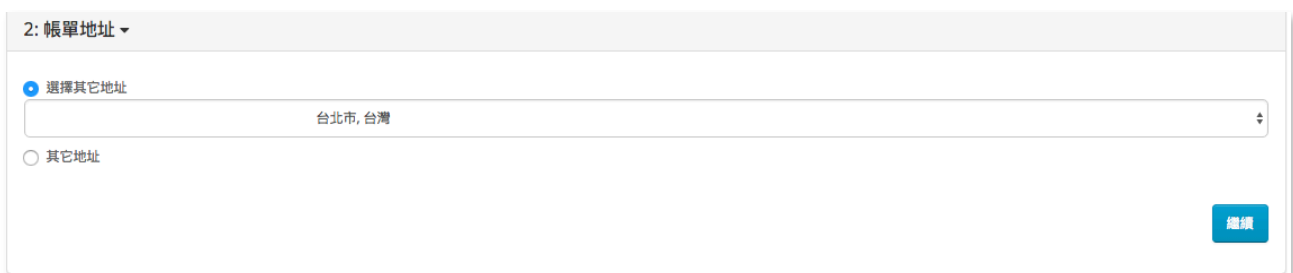 2: 帳單地址
選擇其它地址
台北市, 台灣
其它地址
繼續